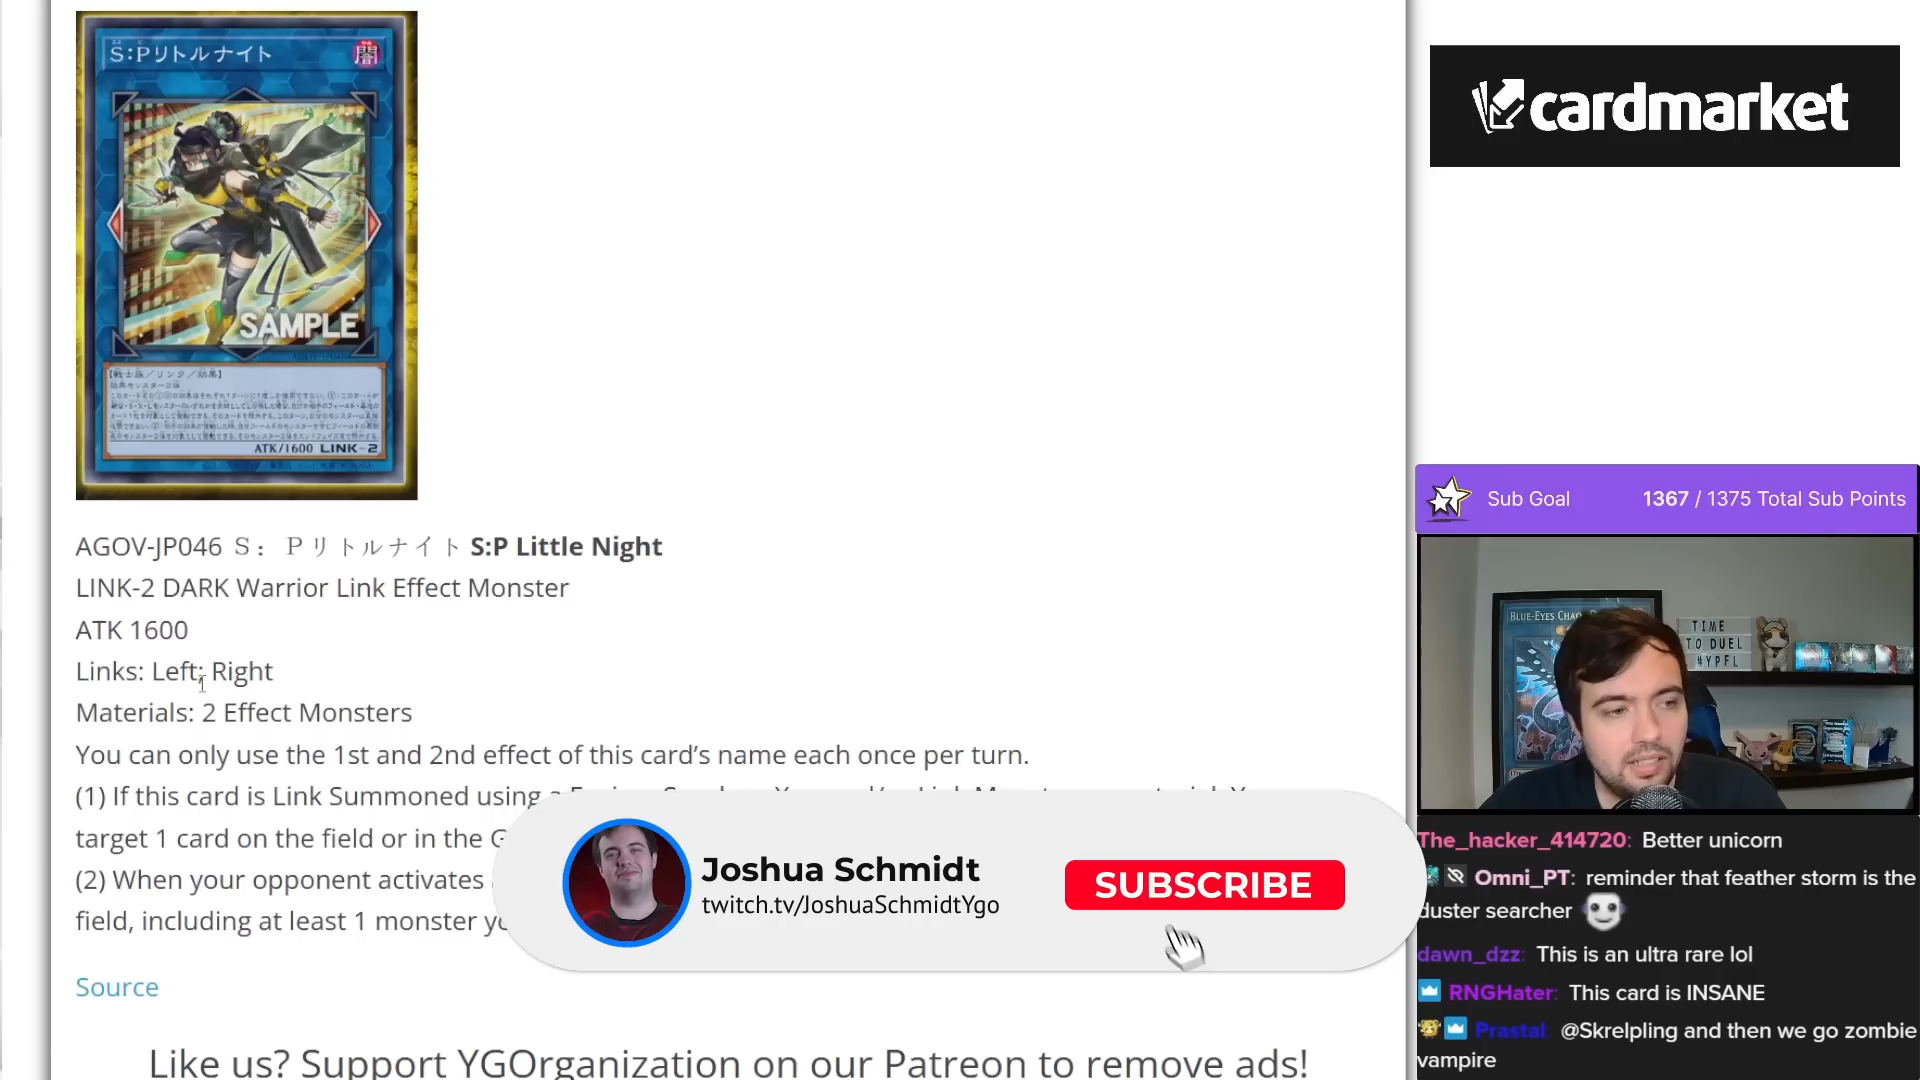 S:Pリトルナイト
闇
SAMPLE
ATK/1600 LINK-2
AGOV-JP046 Ｓ：Ｐリトルナイト S:P Little Night
LINK-2 DARK Warrior Link Effect Monster
ATK 1600
Links: Left; Right
Materials: 2 Effect Monsters
You can only use the 1st and 2nd effect of this card’s name each once per turn.
(1) If this card is Link Summoned using a
target 1 card on the field or in the G
(2) When your opponent activates
field, including at least 1 monster
Source
Like us? Support YGOrganization on our Patreon to remove ads!
Joshua Schmidt
twitch.tv/JoshuaSchmidtYgo
SUBSCRIBE
cardmarket
Sub Goal 1367 / 1375 Total Sub Points
BLUE-EYES CHAO
TIME
TO DUEL
#YPFL
The_hacker_414720: Better unicorn
Omni_PT: reminder that feather storm is the
duster searcher
dawn_dzz: This is an ultra rare lol
RNGHater: This card is INSANE
Prastal: @Skrelpling and then we go zombie
vampire